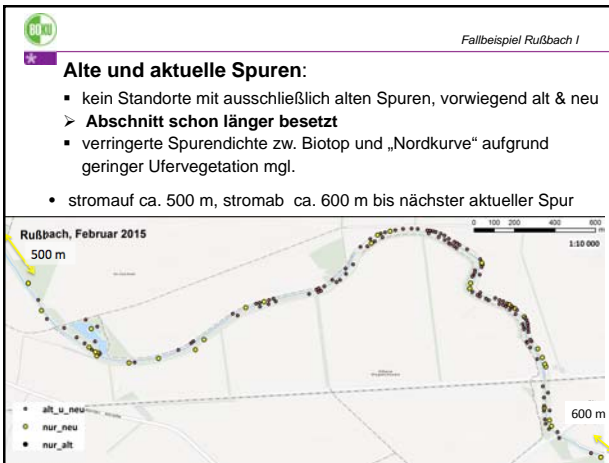 BOKU
Fallbeispiel Rußbach I
Alte und aktuelle Spuren:
▪ kein Standorte mit ausschließlich alten Spuren, vorwiegend alt & neu
➢ Abschnitt schon länger besetzt
▪ verringerte Spurendichte zw. Biotop und „Nordkurve“ aufgrund
geringer Ufervegetation mgl.
• stromauf ca. 500 m, stromab ca. 600 m bis nächster aktueller Spur
Rußbach, Februar 2015
500 m
0 100 200 400 600
m
1:10 000
alt_u_neu
nur_neu
nur_alt
600 m